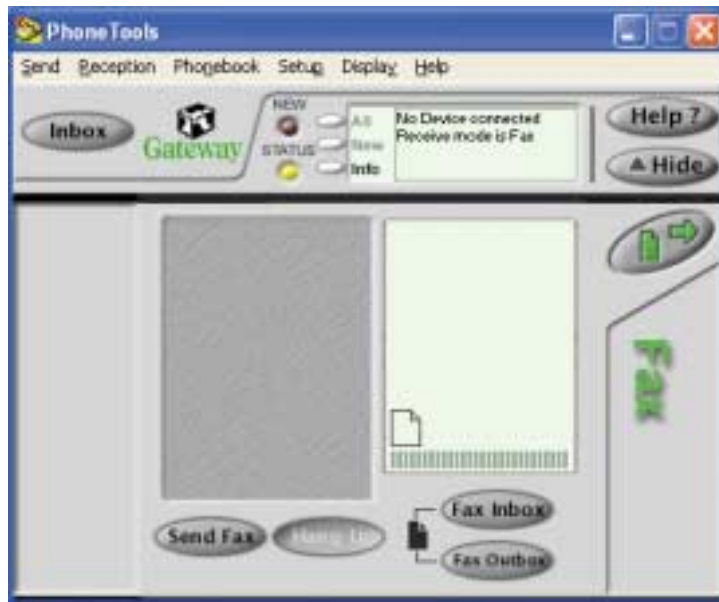 PhoneTools
Send Reception Phonebook Setup Display Help
Inbox
Gateway
NEW
STATUS
All
New
Info
No Device connected
Receive mode is Fax
Help ?
Hide
Fax
Send Fax
Hang Up
Fax Inbox
Fax Outbox